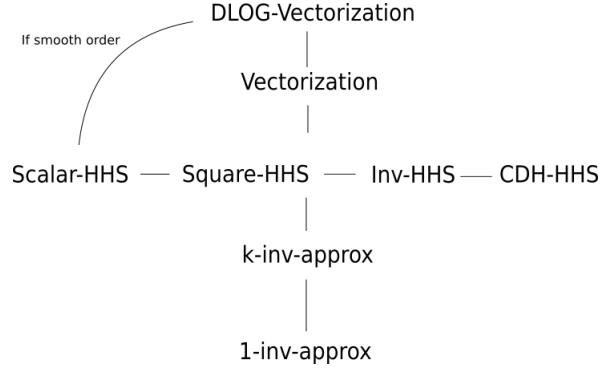 DLOG-Vectorization
If smooth order
Vectorization
Scalar-HHS
Square-HHS
Inv-HHS
CDH-HHS
k-inv-approx
1-inv-approx